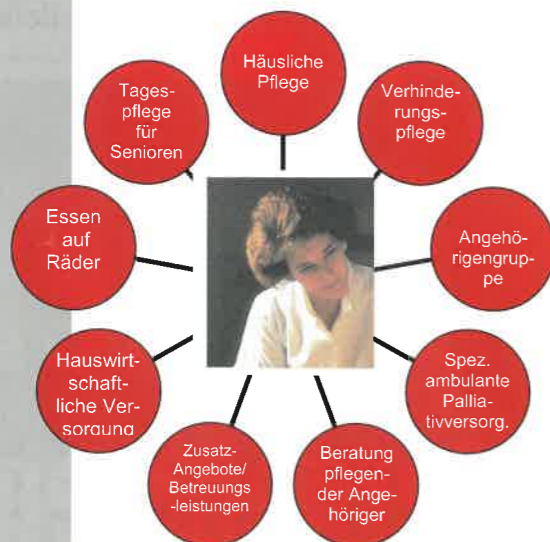 Häusliche
Pflege
Verhinde-
rungs-
pflege
Angehö-
rigengrup-
pe
Spez.
ambulante
Pallia-
tivversorg.
Beratung
pflegen-
der Ange-
höriger
Zusatz-
Angebote/
Betreuungs
-leistungen
Hauswirt-
schaft-
liche Ver-
sorgung
Essen
auf
Räder
Tages-
pflege
für
Senioren